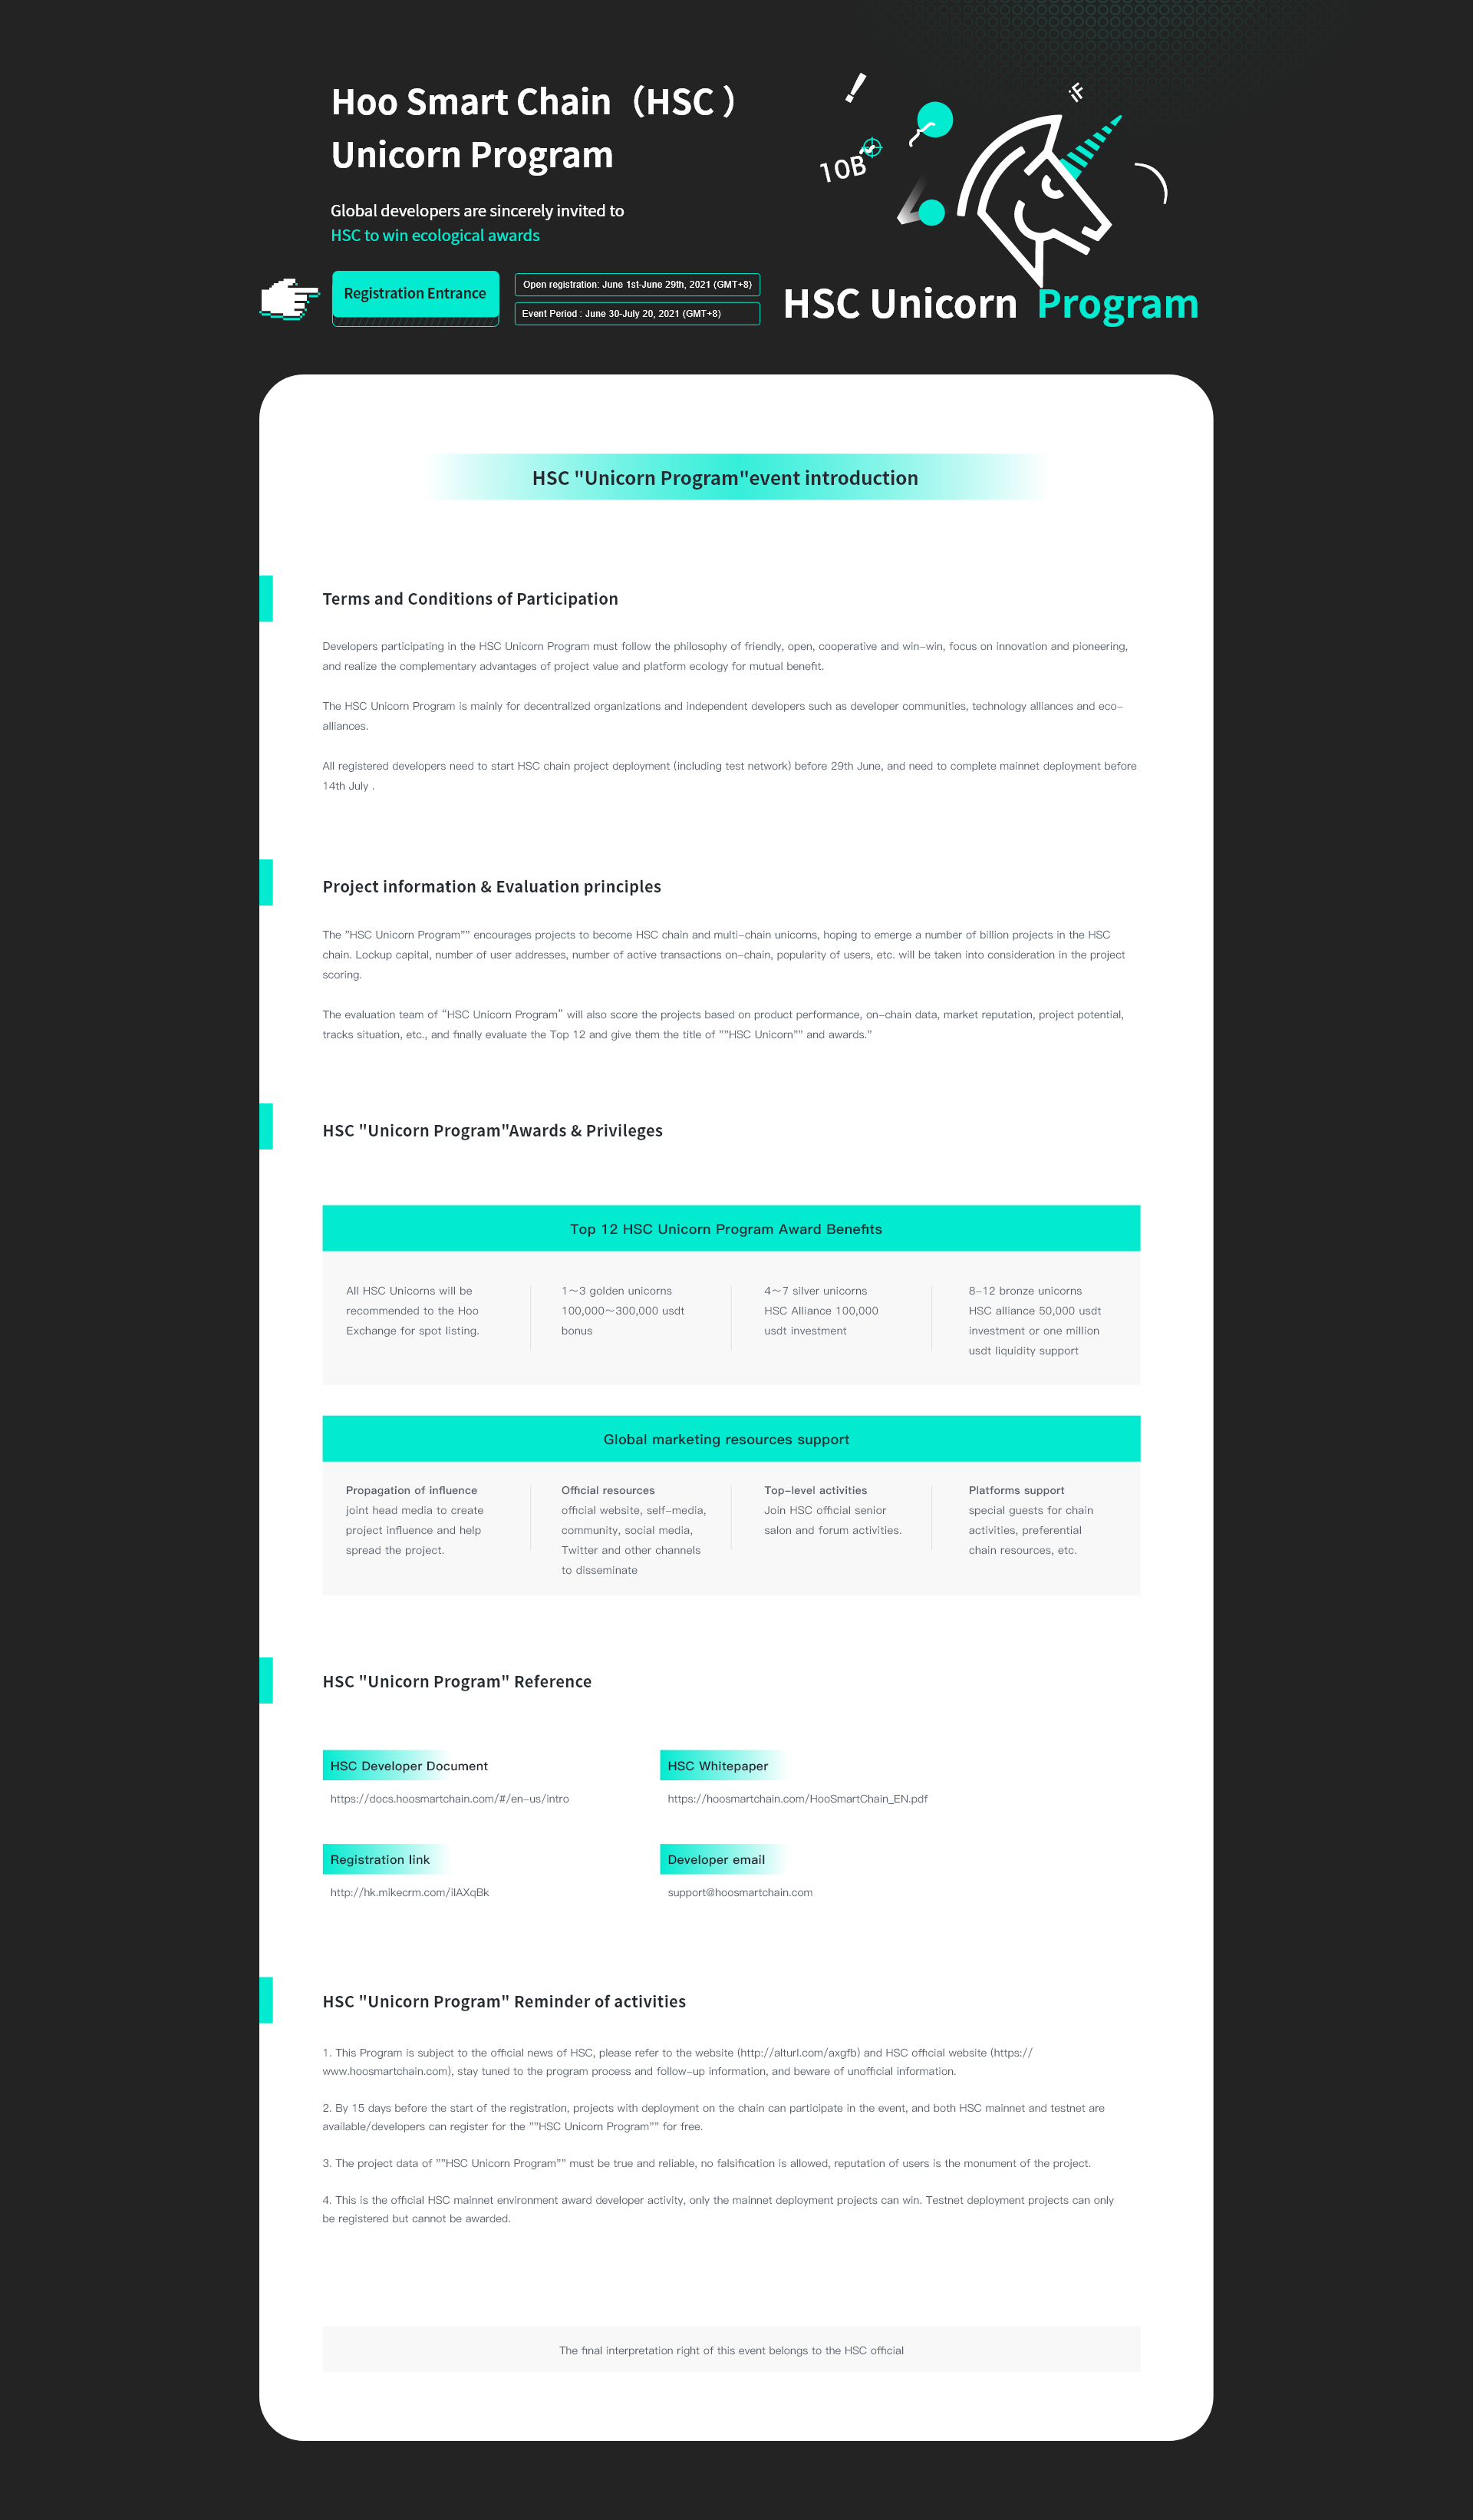 Hoo Smart Chain（HSC ）
Unicorn Program
Global developers are sincerely invited to
HSC to win ecological awards
Registration Entrance
Open registration: June 1st-June 29th, 2021 (GMT+8)
Event Period : June 30-July 20, 2021 (GMT+8)
!
10B
iF
HSC Unicorn Program
HSC "Unicorn Program"event introduction
Terms and Conditions of Participation
Developers participating in the HSC Unicorn Program must follow the philosophy of friendly, open, cooperative and win-win, focus on innovation and pioneering,
and realize the complementary advantages of project value and platform ecology for mutual benefit.
The HSC Unicorn Program is mainly for decentralized organizations and independent developers such as developer communities, technology alliances and eco-
alliances.
All registered developers need to start HSC chain project deployment (including test network) before 29th June, and need to complete mainnet deployment before
14th July .
Project information & Evaluation principles
The "HSC Unicorn Program"" encourages projects to become HSC chain and multi-chain unicorns, hoping to emerge a number of billion projects in the HSC
chain. Lockup capital, number of user addresses, number of active transactions on-chain, popularity of users, etc. will be taken into consideration in the project
scoring.
The evaluation team of “HSC Unicorn Program” will also score the projects based on product performance, on-chain data, market reputation, project potential,
tracks situation, etc., and finally evaluate the Top 12 and give them the title of ""HSC Unicorn"" and awards."
HSC "Unicorn Program"Awards & Privileges
Top 12 HSC Unicorn Program Award Benefits
All HSC Unicorns will be
recommended to the Hoo
Exchange for spot listing.
1～3 golden unicorns
100,000～300,000 usdt
bonus
4～7 silver unicorns
HSC Alliance 100,000
usdt investment
8-12 bronze unicorns
HSC alliance 50,000 usdt
investment or one million
usdt liquidity support
Global marketing resources support
Propagation of influence
joint head media to create
project influence and help
spread the project.
Official resources
official website, self-media,
community, social media,
Twitter and other channels
to disseminate
Top-level activities
Join HSC official senior
salon and forum activities.
Platforms support
special guests for chain
activities, preferential
chain resources, etc.
HSC "Unicorn Program" Reference
HSC Developer Document
https://docs.hoosmartchain.com/#/en-us/intro
HSC Whitepaper
https://hoosmartchain.com/HooSmartChain_EN.pdf
Registration link
http://hk.mikecrm.com/iIAXqBk
Developer email
support@hoosmartchain.com
HSC "Unicorn Program" Reminder of activities
1. This Program is subject to the official news of HSC, please refer to the website (http://alturl.com/axgfb) and HSC official website (https://
www.hoosmartchain.com), stay tuned to the program process and follow-up information, and beware of unofficial information.
2. By 15 days before the start of the registration, projects with deployment on the chain can participate in the event, and both HSC mainnet and testnet are
available/developers can register for the ""HSC Unicorn Program"" for free.
3. The project data of ""HSC Unicorn Program"" must be true and reliable, no falsification is allowed, reputation of users is the monument of the project.
4. This is the official HSC mainnet environment award developer activity, only the mainnet deployment projects can win. Testnet deployment projects can only
be registered but cannot be awarded.
The final interpretation right of this event belongs to the HSC official